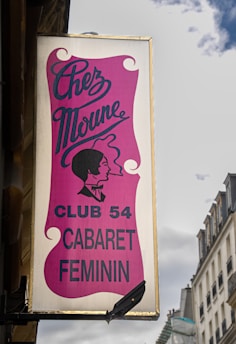 Chez
Moune
CLUB 54
CABARET
FEMININ